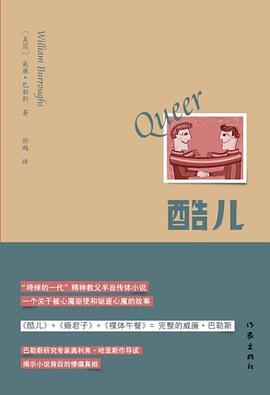 [美国] 威廉·巴勒斯 著
William Burroughs
孙越 译
Queer
酷儿
“垮掉的一代”精神教父半自传体小说
一个关于被心魔驱使和驱逐心魔的故事
《酷儿》+《瘾君子》+《裸体午餐》= 完整的威廉·巴勒斯
巴勒斯研究专家奥利弗·哈里斯作导读
揭示小说背后的惨痛真相
作家出版社